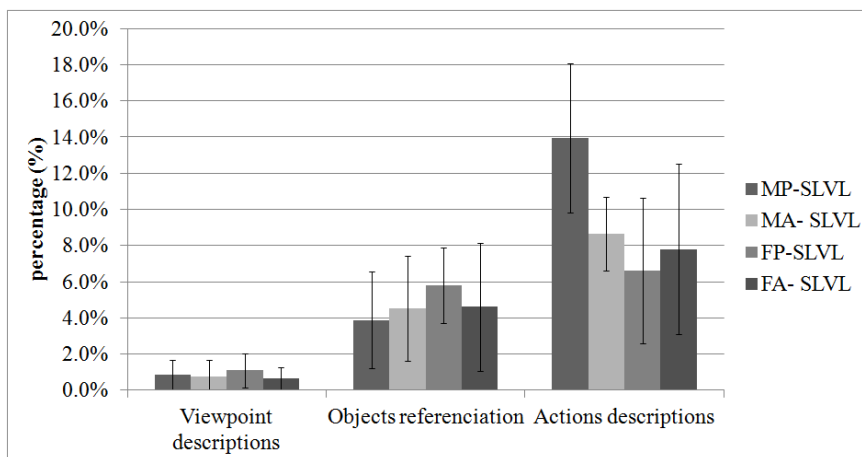 20.0%
18.0%
16.0%
14.0%
12.0%
10.0%
8.0%
6.0%
4.0%
2.0%
0.0%
percentage (%)
Viewpoint descriptions
Objects referenciation
Actions descriptions
MP-SLVL
MA- SLVL
FP-SLVL
FA- SLVL